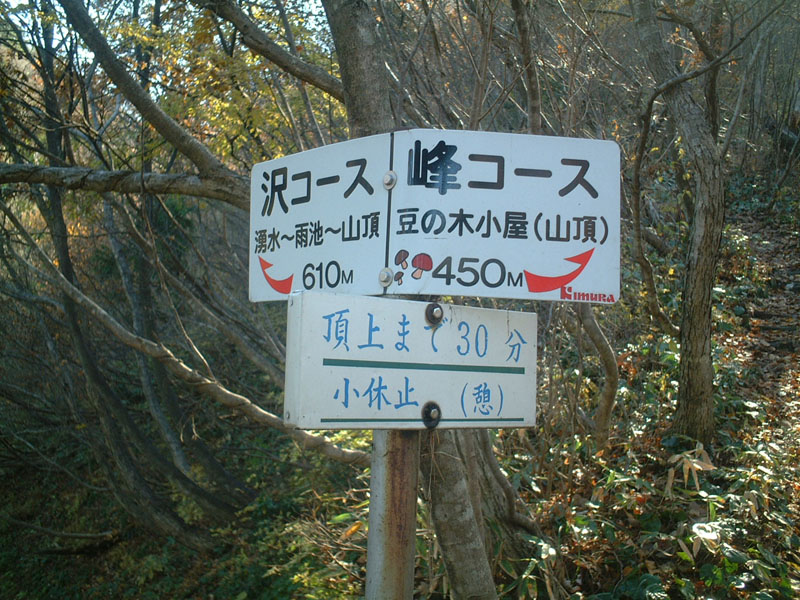 沢コース
湧水～雨池～山頂
610M
峰コース
豆の木小屋(山頂)
450M
Kimura
頂上まで30分
小休止(憩)